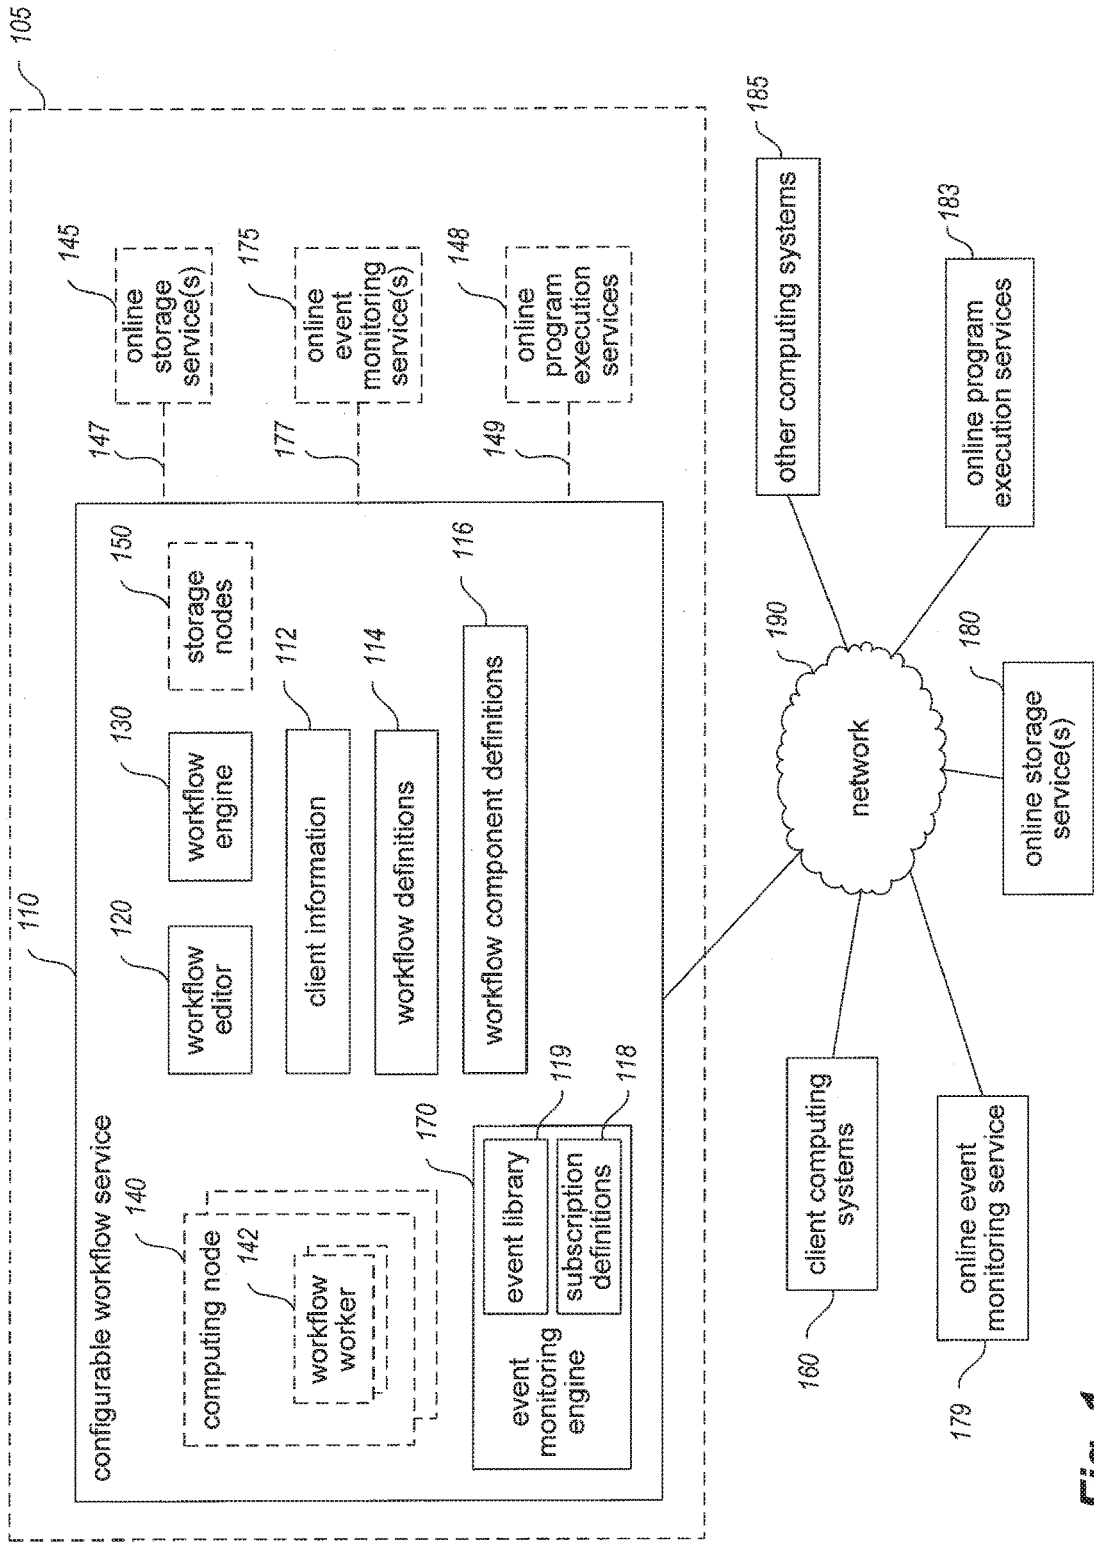 105
110
configurable workflow service
140
computing node
142
workflow
worker
120
workflow
editor
130
workflow
engine
150
storage
nodes
112
client information
114
workflow definitions
116
workflow component definitions
170
event
monitoring
engine
119
event library
118
subscription
definitions
147
145
online
storage
service(s)
177
175
online
event
monitoring
service(s)
149
148
online
program
execution
services
190
network
160
client computing
systems
179
online event
monitoring service
180
online storage
service(s)
183
online program
execution services
185
other computing systems
Fig. 1